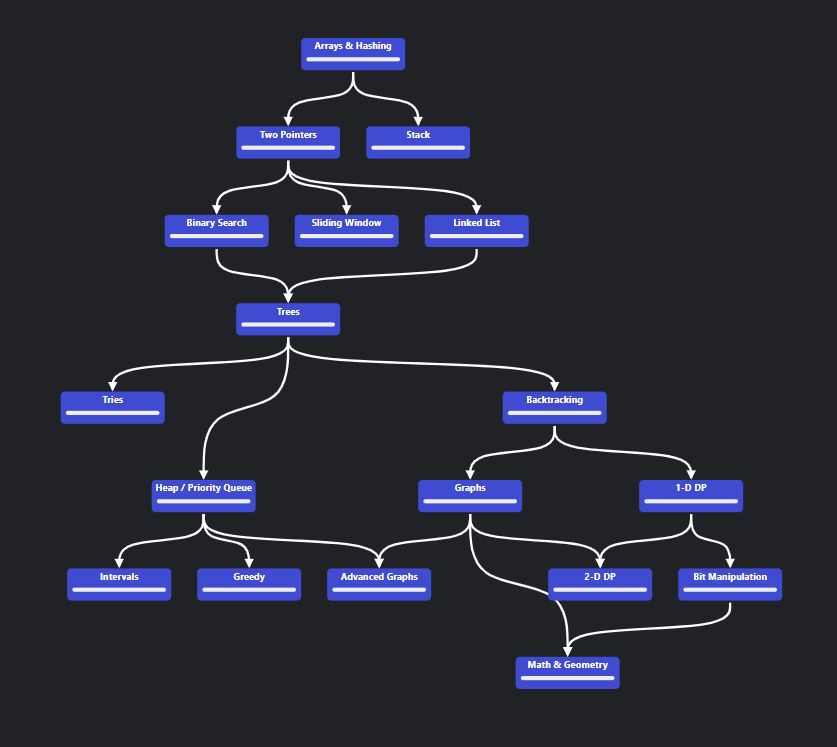 Arrays & Hashing
Two Pointers
Stack
Binary Search
Sliding Window
Linked List
Trees
Tries
Backtracking
Heap / Priority Queue
Graphs
1-D DP
Intervals
Greedy
Advanced Graphs
2-D DP
Bit Manipulation
Math & Geometry